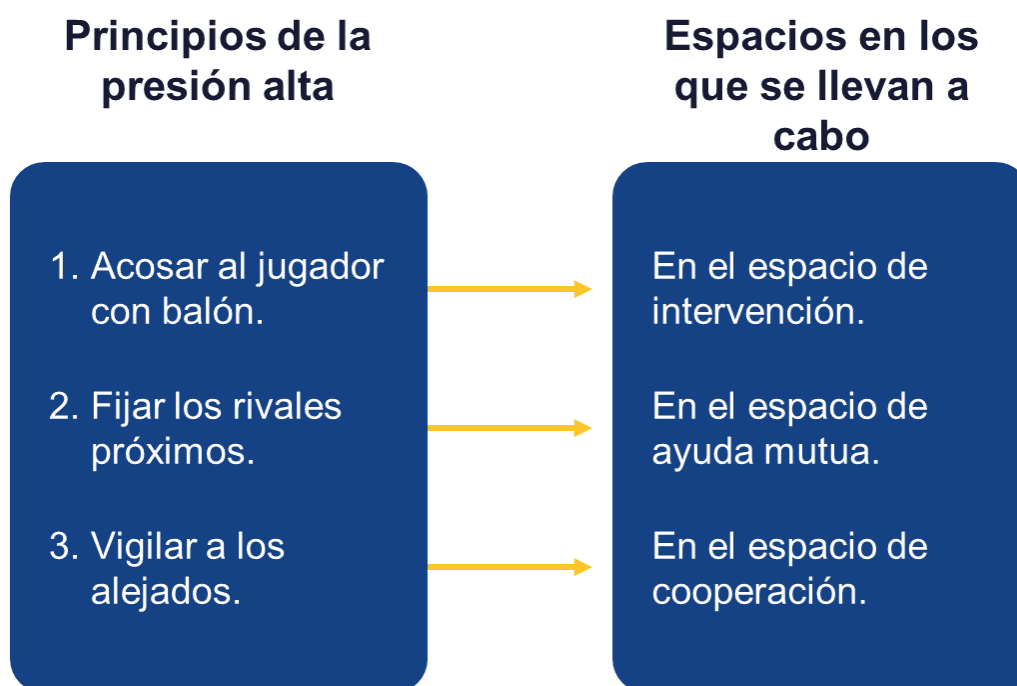 Principios de la
presión alta
Espacios en los
que se llevan a
cabo
1. Acosar al jugador
con balón.
En el espacio de
intervención.
2. Fijar los rivales
próximos.
En el espacio de
ayuda mutua.
3. Vigilar a los
alejados.
En el espacio de
cooperación.